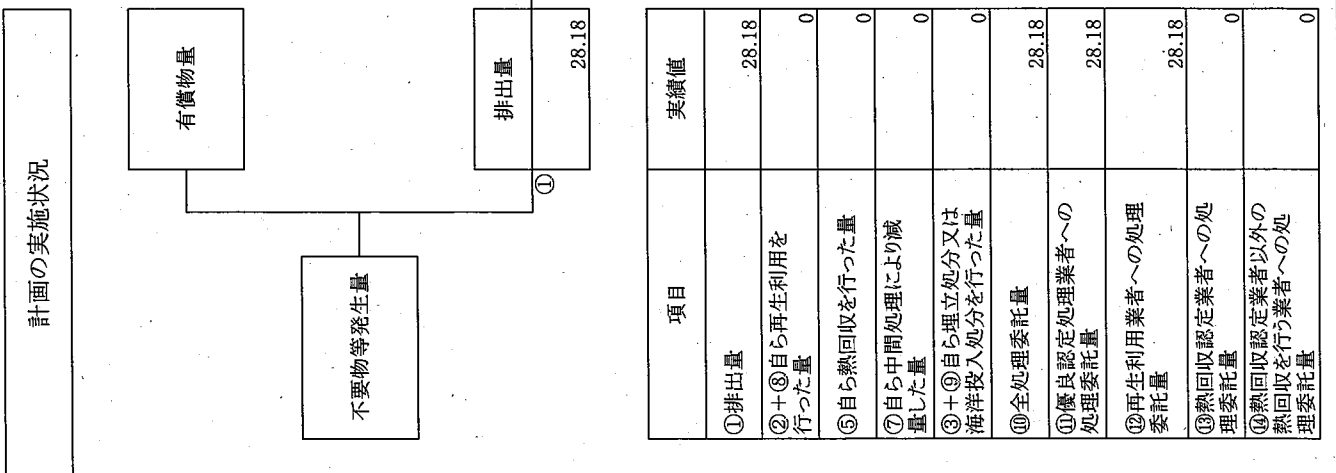 計画の実施状況
有償物量
不要物等発生量
排出量
①
28.18
項目
実績値
①排出量
28.18
②+⑧自ら再生利用を
行った量
0
⑤自ら熱回収を行った量
0
⑦自ら中間処理により減
量した量
0
③+⑨自ら埋立処分又は
海洋投入処分を行った量
0
⑩全処理委託量
28.18
⑪優良認定処理業者への
処理委託量
28.18
⑫再生利用業者への処理
委託量
28.18
⑬熱回収認定業者への処
理委託量
0
⑭熱回収認定業者以外の
熱回収を行う業者への処
理委託量
0